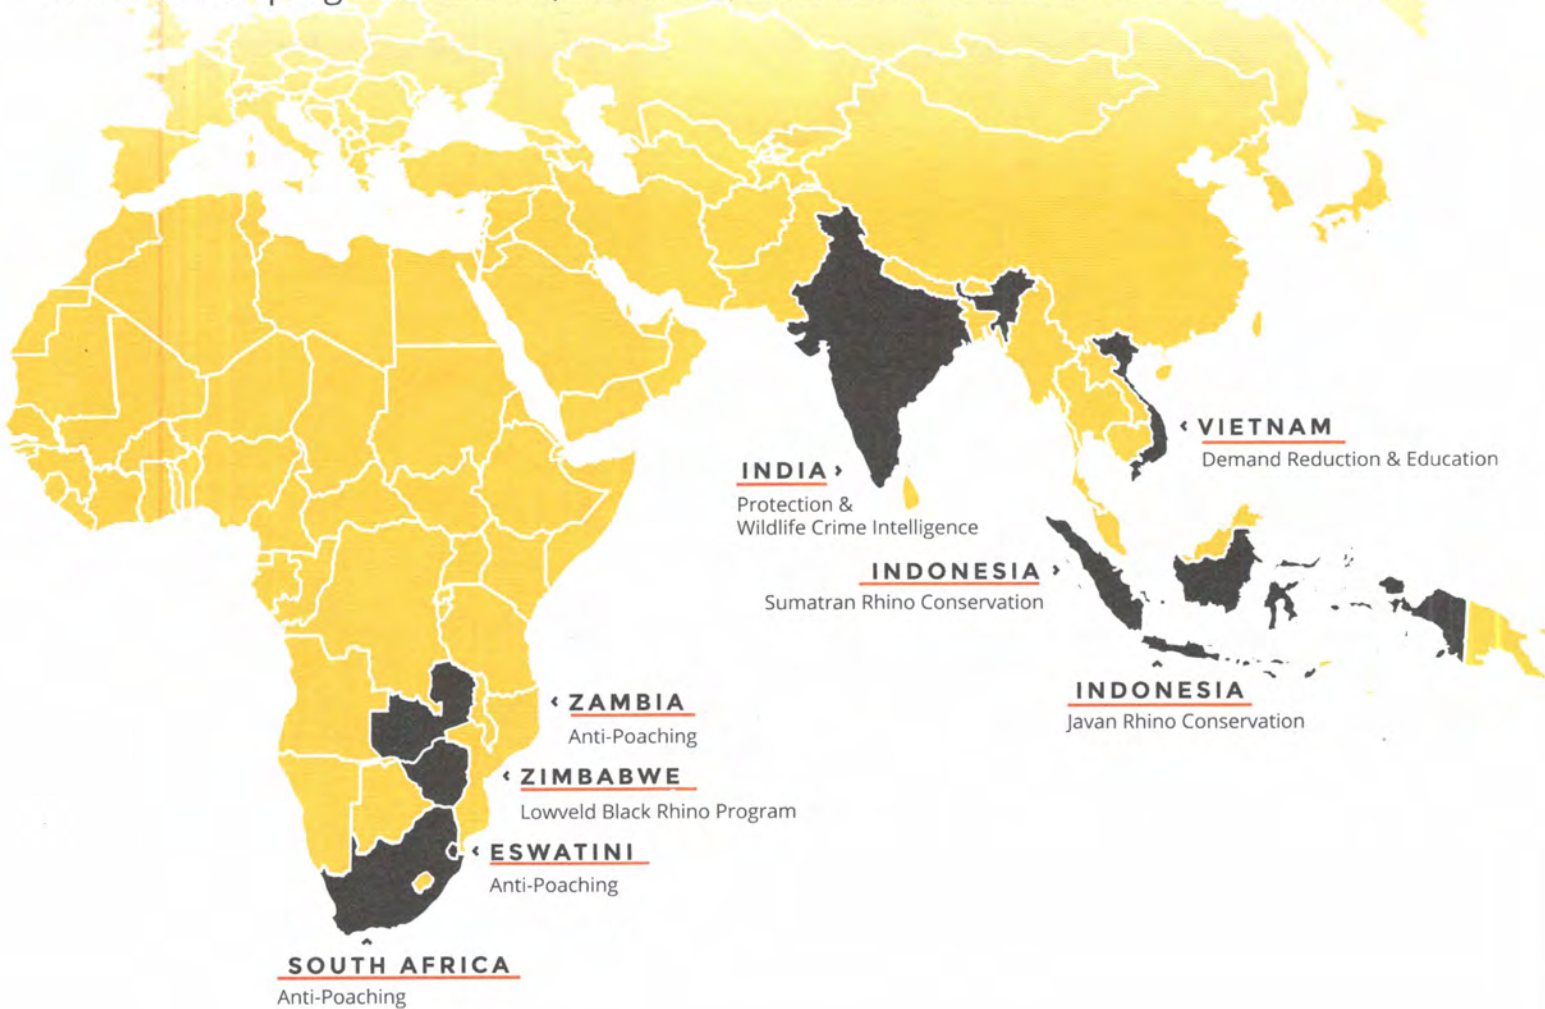 VIETNAM
Demand Reduction & Education
INDIA
Protection &
Wildlife Crime Intelligence
INDONESIA
Sumatran Rhino Conservation
INDONESIA
Javan Rhino Conservation
ZAMBIA
Anti-Poaching
ZIMBABWE
Lowveld Black Rhino Program
ESWATINI
Anti-Poaching
SOUTH AFRICA
Anti-Poaching